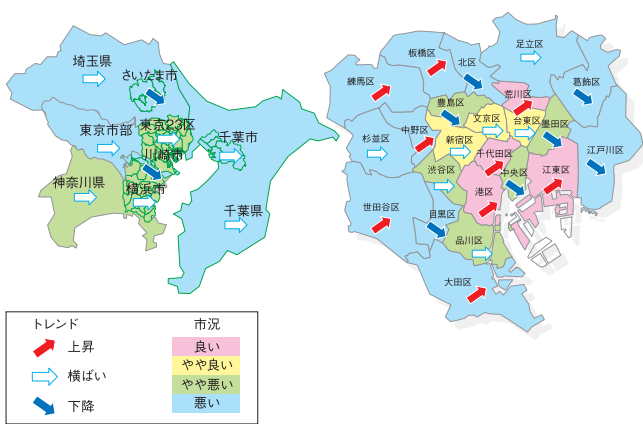 埼玉県
さいたま市
東京市部
東京23区
千葉市
川崎市
神奈川県
横浜市
千葉県
板橋区
北区
足立区
練馬区
葛飾区
荒川区
豊島区
文京区
台東区
墨田区
中野区
杉並区
新宿区
千代田区
江戸川区
渋谷区
中央区
江東区
港区
世田谷区
目黒区
品川区
大田区
トレンド
上昇
横ばい
下降
市況
良い
やや良い
やや悪い
悪い